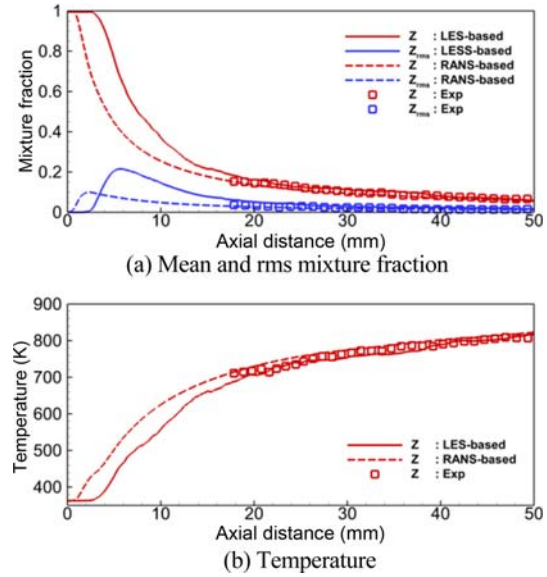 1
0.8
0.6
0.4
0.2
0
Mixture fraction
Z : LES-based
Zrms : LESS-based
Z : RANS-based
Zrms : RANS-based
Z : Exp
Zrms : Exp
0 10 20 30 40 50
Axial distance (mm)
(a) Mean and rms mixture fraction
900
800
700
600
500
400
Temperature (K)
Z : LES-based
Z : RANS-based
Z : Exp
0 10 20 30 40 50
Axial distance (mm)
(b) Temperature